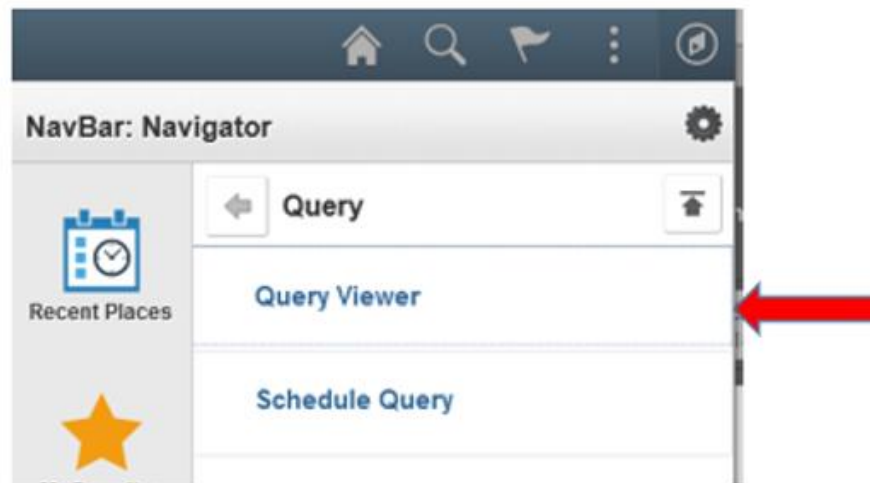 NavBar: Navigator
Query
Recent Places
Query Viewer
Schedule Query